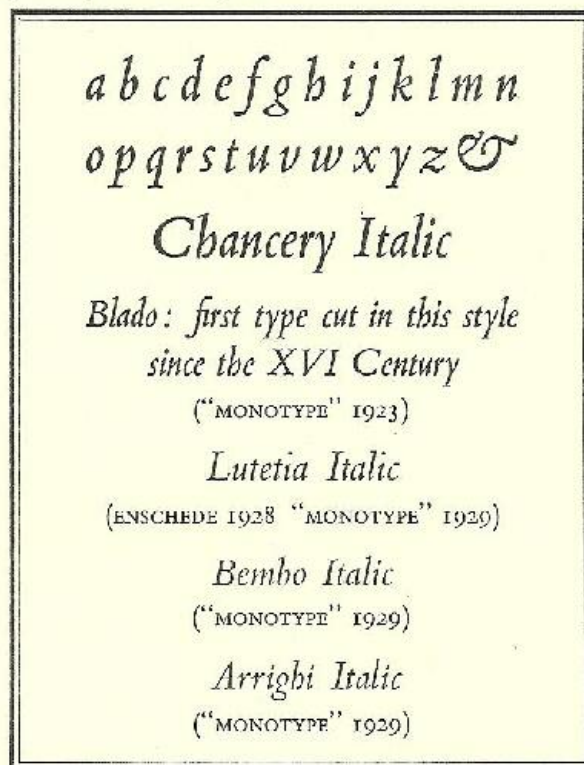 a b c d e f g h i j k l m n
o p q r s t u v w x y z &
Chancery Italic
Blado: first type cut in this style
since the XVI Century
("MONOTYPE" 1923)
Lutetia Italic
(ENSCHEDE 1928 "MONOTYPE" 1929)
Bembo Italic
("MONOTYPE" 1929)
Arrighi Italic
("MONOTYPE" 1929)